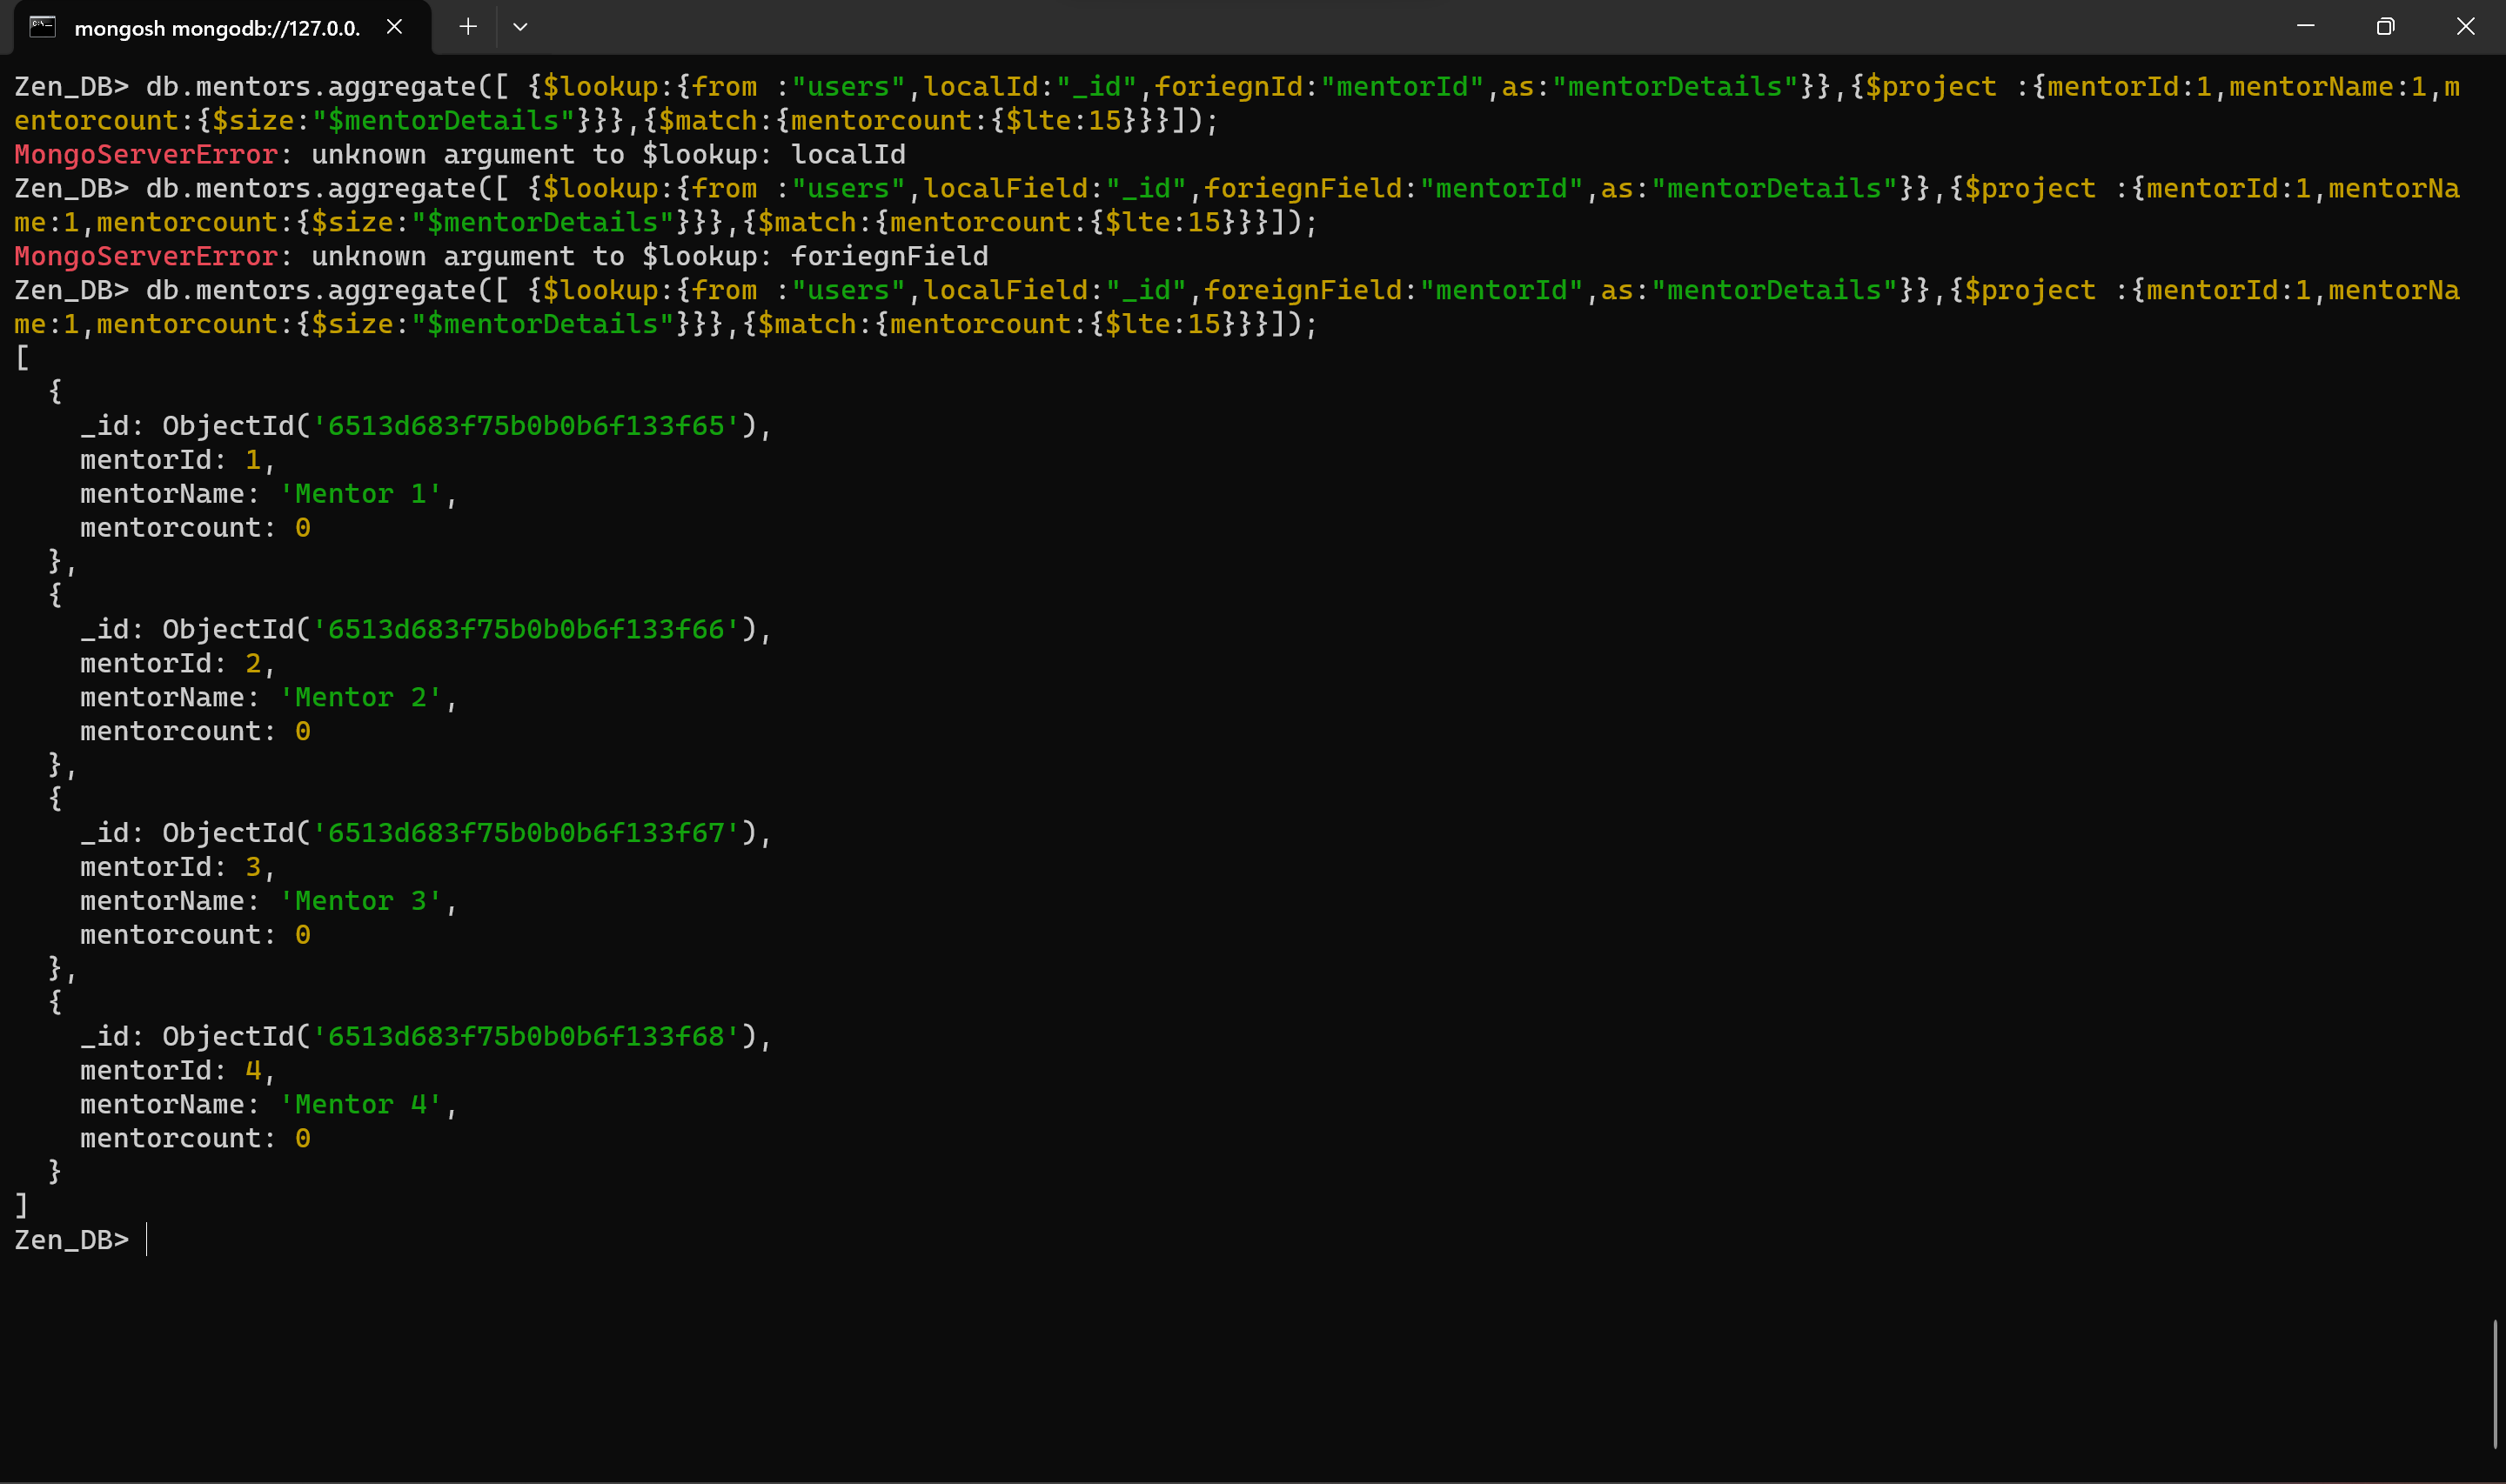 mongosh mongodb://127.0.0.
Zen_DB> db.mentors.aggregate([ {$lookup:{from :"users",localId:"_id",foriegnId:"mentorId",as:"mentorDetails"}},{$project :{mentorId:1,mentorName:1,m
entorcount:{$size:"$mentorDetails"}}},{$match:{mentorcount:{$lte:15}}}]);
MongoServerError: unknown argument to $lookup: localId
Zen_DB> db.mentors.aggregate([ {$lookup:{from :"users",localField:"_id",foriegnField:"mentorId",as:"mentorDetails"}},{$project :{mentorId:1,mentorNa
me:1,mentorcount:{$size:"$mentorDetails"}}},{$match:{mentorcount:{$lte:15}}}]);
MongoServerError: unknown argument to $lookup: foriegnField
Zen_DB> db.mentors.aggregate([ {$lookup:{from :"users",localField:"_id",foreignField:"mentorId",as:"mentorDetails"}},{$project :{mentorId:1,mentorNa
me:1,mentorcount:{$size:"$mentorDetails"}}},{$match:{mentorcount:{$lte:15}}}]);
[
  {
    _id: ObjectId('6513d683f75b0b0b6f133f65'),
    mentorId: 1,
    mentorName: 'Mentor 1',
    mentorcount: 0
  },
  {
    _id: ObjectId('6513d683f75b0b0b6f133f66'),
    mentorId: 2,
    mentorName: 'Mentor 2',
    mentorcount: 0
  },
  {
    _id: ObjectId('6513d683f75b0b0b6f133f67'),
    mentorId: 3,
    mentorName: 'Mentor 3',
    mentorcount: 0
  },
  {
    _id: ObjectId('6513d683f75b0b0b6f133f68'),
    mentorId: 4,
    mentorName: 'Mentor 4',
    mentorcount: 0
  }
]
Zen_DB>